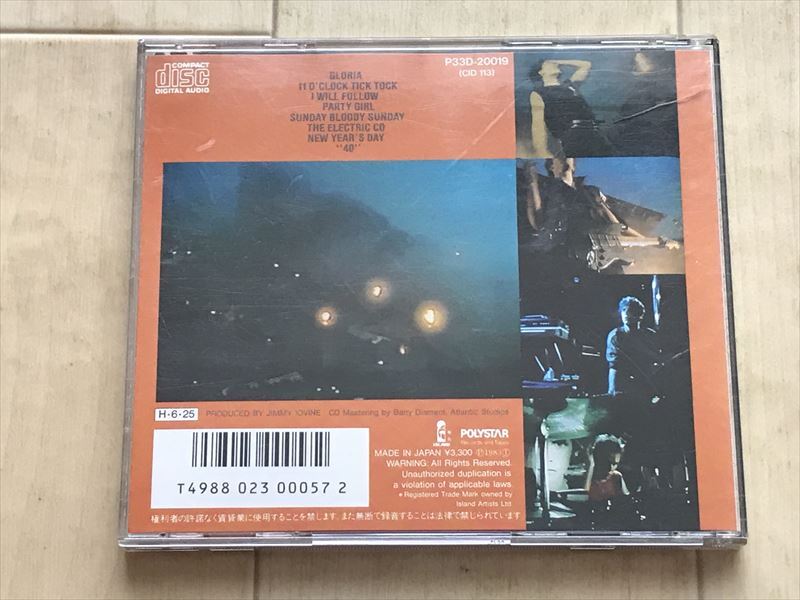 COMPACT
disc
DIGITAL AUDIO
P33D-20019
(CID 113)
GLORIA
11 O'CLOCK TICK TOCK
I WILL FOLLOW
PARTY GIRL
SUNDAY BLOODY SUNDAY
THE ELECTRIC CO
NEW YEAR'S DAY
"40"
H·6·25 PRODUCED BY JIMMY IOVINE CD Mastering by Barry Diament, Atlantic Studios
ISLAND
POLYSTAR
Records and Tapes
MADE IN JAPAN ¥3,300
WARNING: All Rights Reserved.
Unauthorized duplication is
a violation of applicable laws.
Registered Trade Mark owned by
Island Artists Ltd
T4988 023 00057 2
権利者の許諾なく賃貸業に使用することを禁じます。また無断で録音することは法律で禁じられています